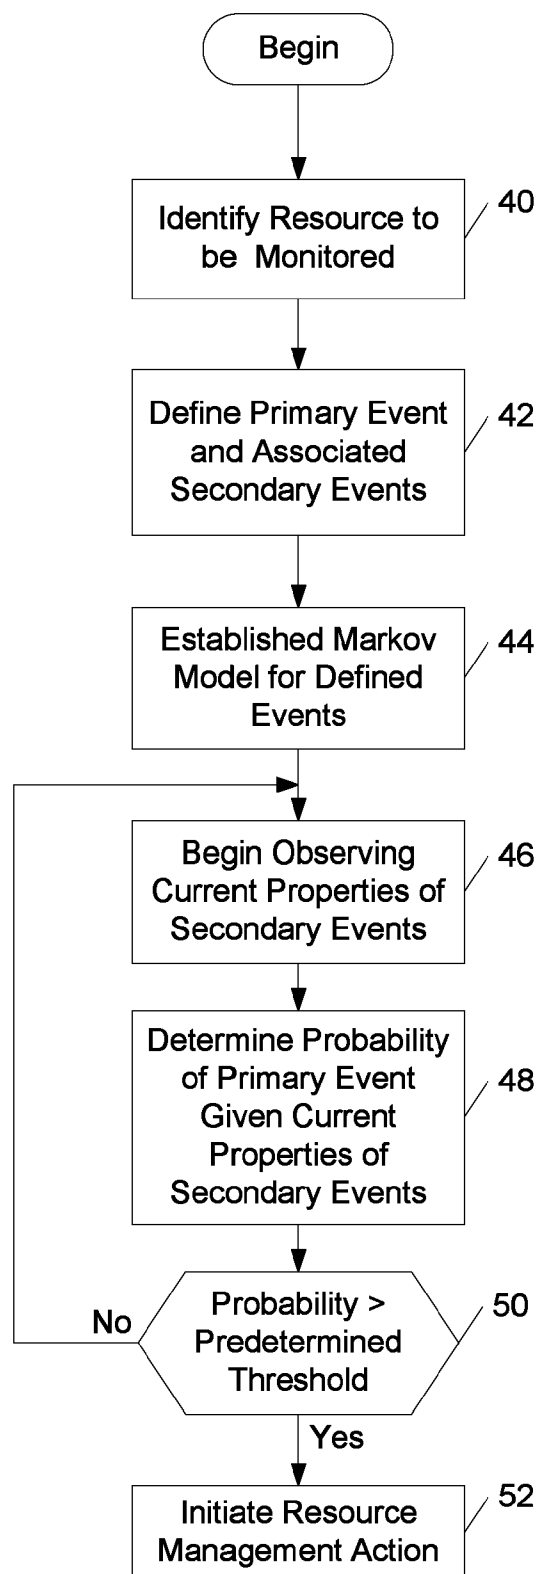 Begin
40
Identify Resource to
be Monitored
42
Define Primary Event
and Associated
Secondary Events
44
Established Markov
Model for Defined
Events
46
Begin Observing
Current Properties of
Secondary Events
Determine Probability
of Primary Event
48
Given Current
Properties of
Secondary Events
50
No
Probability >
Predetermined
Threshold
Yes
52
Initiate Resource
Management Action